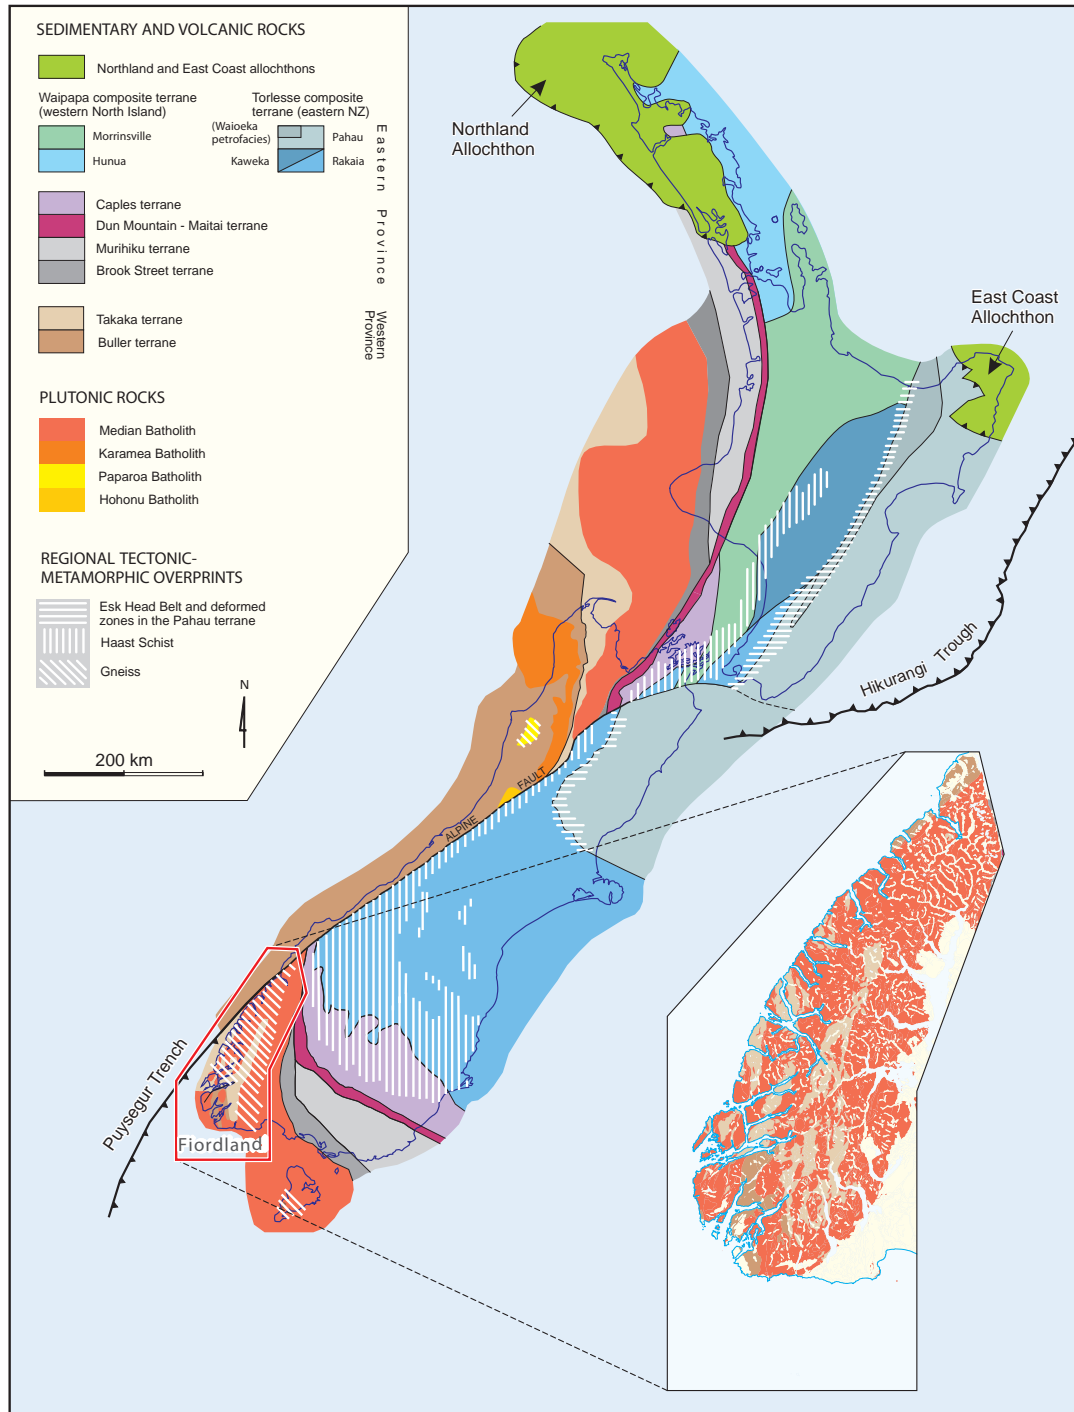 SEDIMENTARY AND VOLCANIC ROCKS
Northland and East Coast allochthons
Waipapa composite terrane
(western North Island)
Torlesse composite
terrane (eastern NZ)
Morrinsville
Hunua
(Waioeka
petrofacies)
Pahau
Kaweka
Rakaia
Caples terrane
Dun Mountain - Maitai terrane
Murihiku terrane
Brook Street terrane
Eastern Province
Takaka terrane
Buller terrane
Western
Province
PLUTONIC ROCKS
Median Batholith
Karamea Batholith
Paparoa Batholith
Hohonu Batholith
REGIONAL TECTONIC-
METAMORPHIC OVERPRINTS
Esk Head Belt and deformed
zones in the Pahau terrane
Haast Schist
Gneiss
N
200 km
Northland
Allochthon
East Coast
Allochthon
Hikurangi Trough
ALPINE FAULT
Puysegur Trench
Fiordland